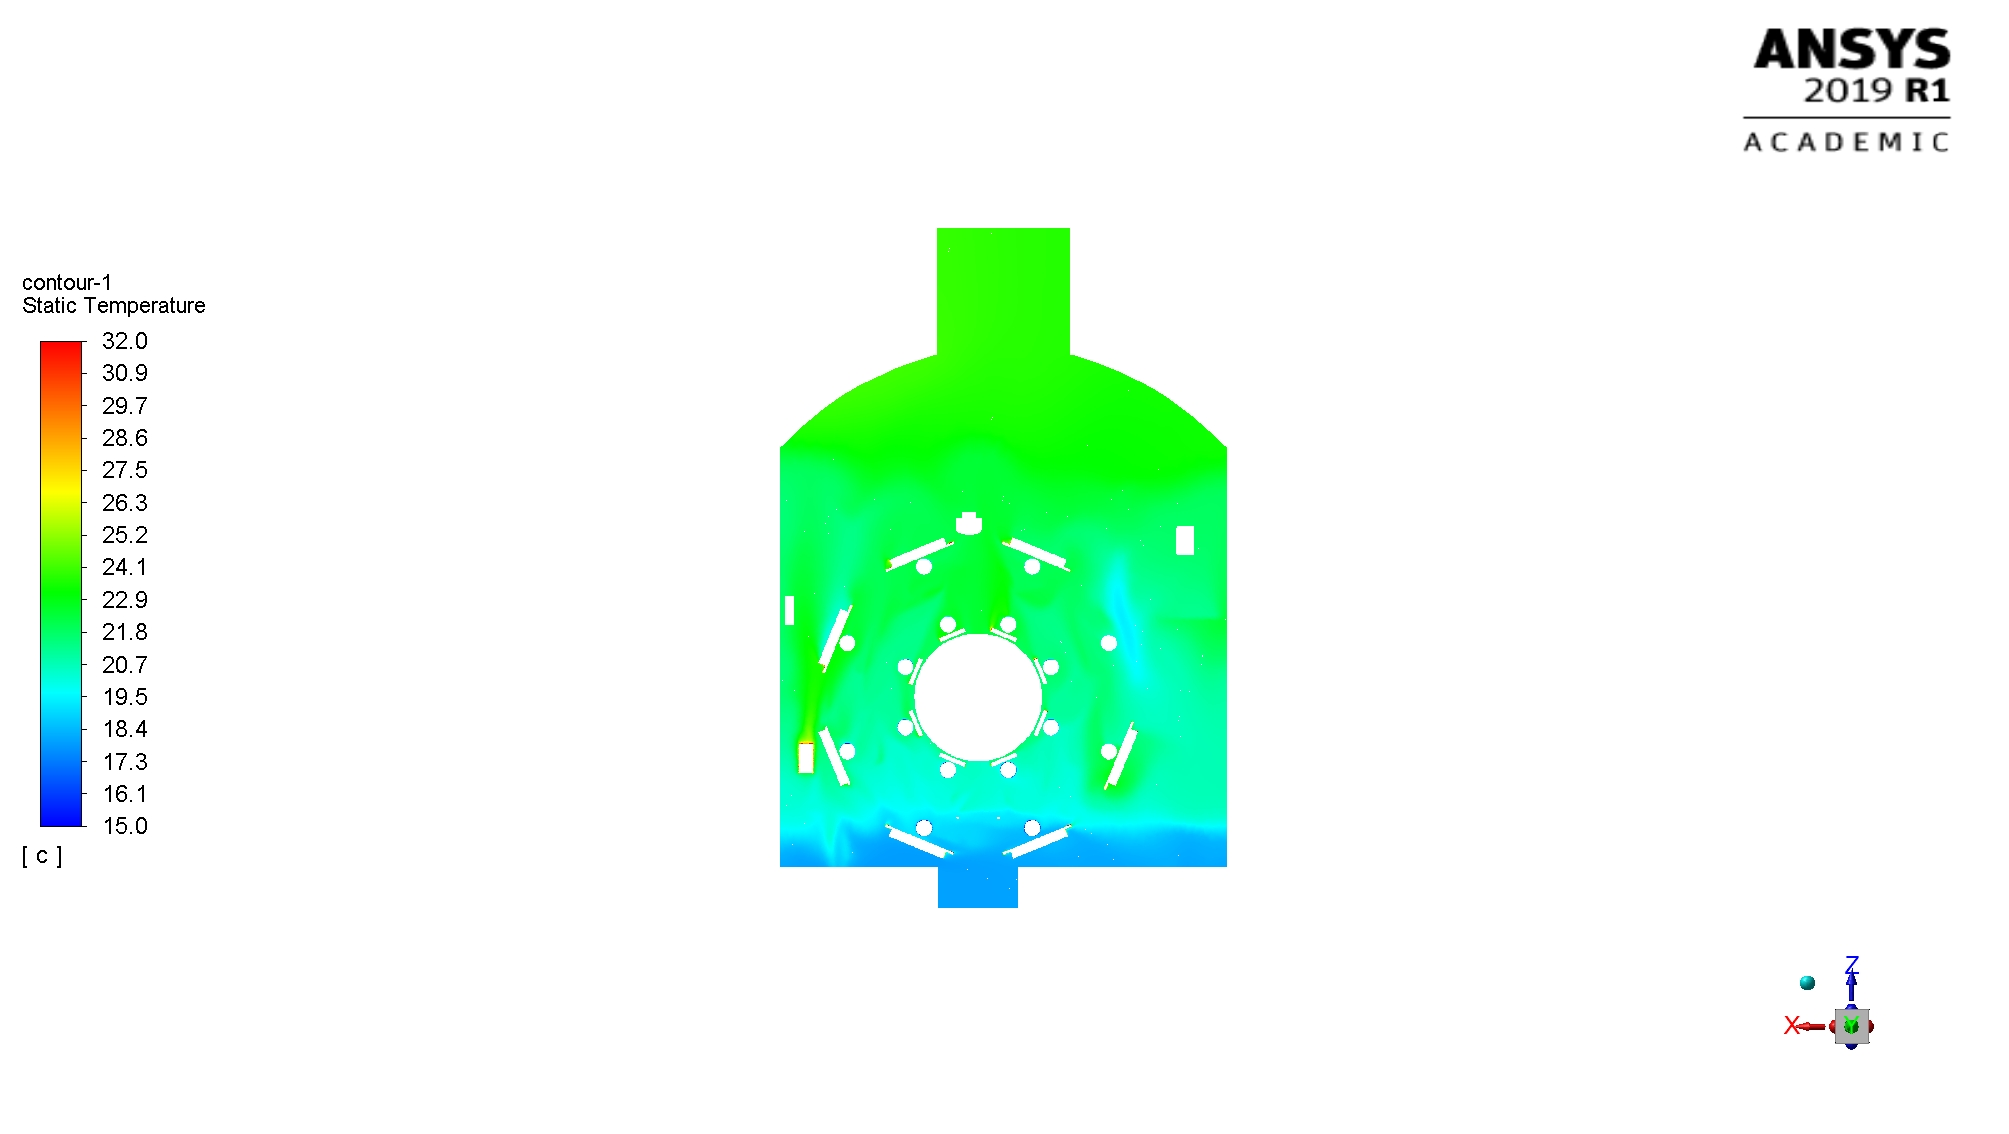 ANSYS
2019 R1
ACADEMIC
contour-1
Static Temperature
32.0
30.9
29.7
28.6
27.5
26.3
25.2
24.1
22.9
21.8
20.7
19.5
18.4
17.3
16.1
15.0
[ c ]
Z
X